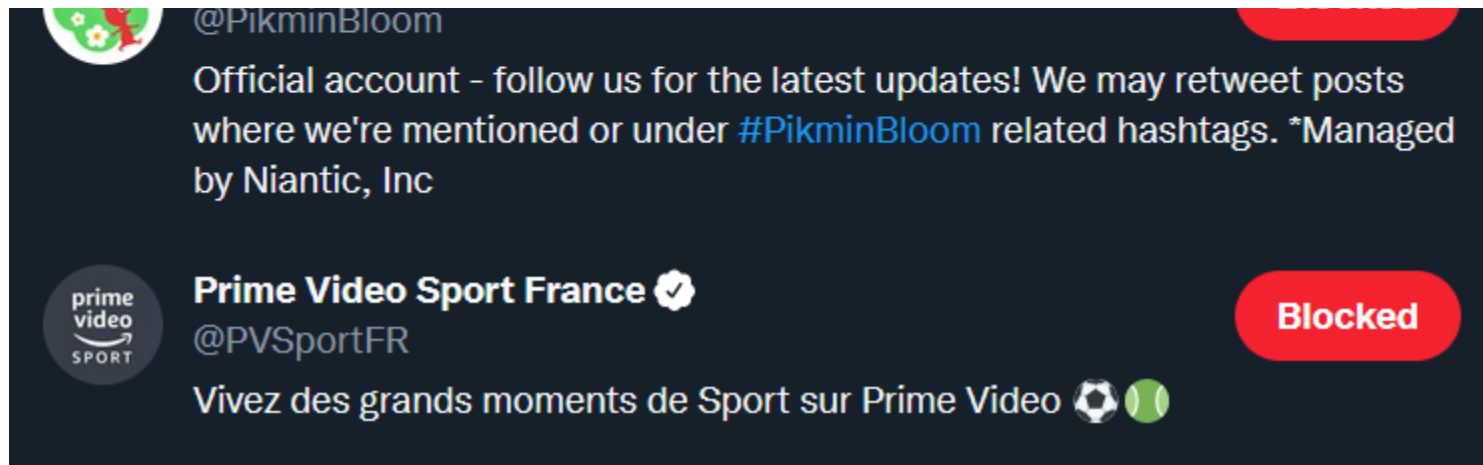 @PikminBloom
Blocked
Official account - follow us for the latest updates! We may retweet posts
where we're mentioned or under #PikminBloom related hashtags. *Managed
by Niantic, Inc
prime
video
SPORT
Prime Video Sport France
Blocked
@PVSportFR
Vivez des grands moments de Sport sur Prime Video ⚽🎾